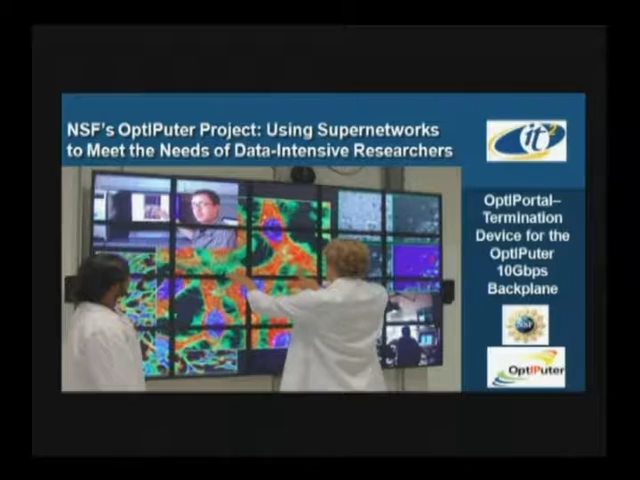 NSF's OptIPuter Project: Using Supernetworks
to Meet the Needs of Data-Intensive Researchers
it2
OptIPortal–
Termination
Device for the
OptIPuter
10Gbps
Backplane
NSF
OptIPuter